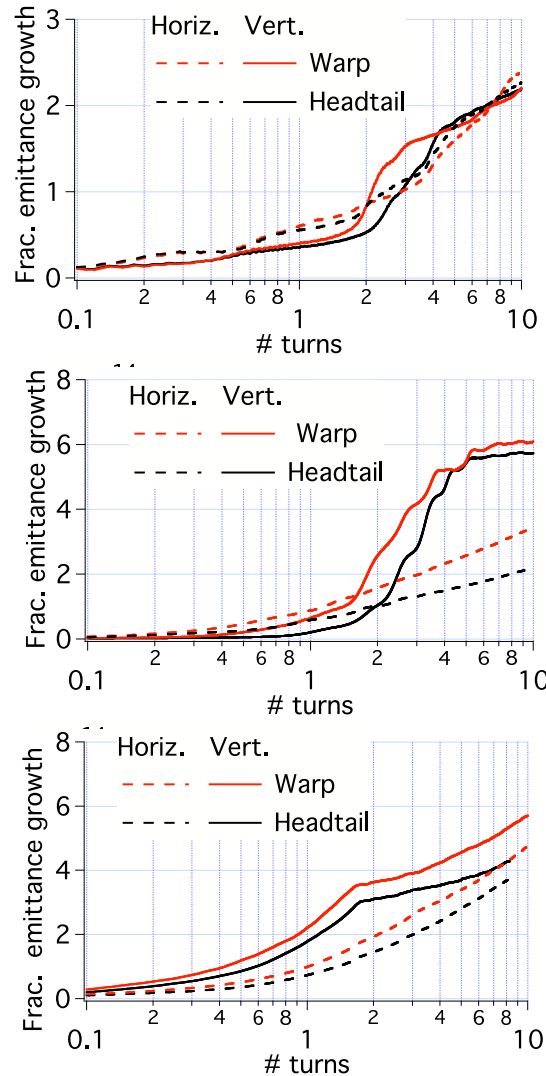 Horiz. Vert.
Warp
Headtail
Frac. emittance growth
3
2
1
0
0.1 2 4 6 8 1 2 4 6 8 10
# turns
Horiz. Vert.
Warp
Headtail
Frac. emittance growth
8
6
4
2
0
0.1 2 4 6 8 1 2 4 6 8 10
# turns
Horiz. Vert.
Warp
Headtail
Frac. emittance growth
8
6
4
2
0
0.1 2 4 6 8 1 2 4 6 8 10
# turns